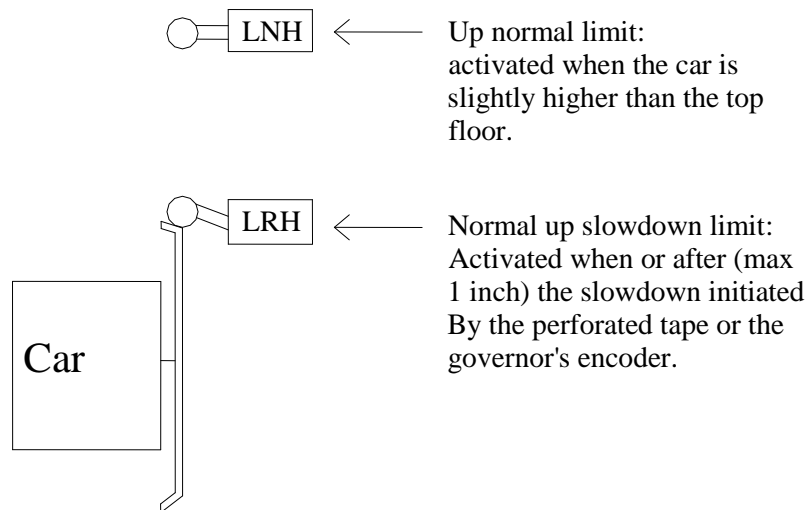 LNH
Up normal limit:
activated when the car is
slightly higher than the top
floor.
LRH
Normal up slowdown limit:
Activated when or after (max
1 inch) the slowdown initiated
By the perforated tape or the
governor's encoder.
Car